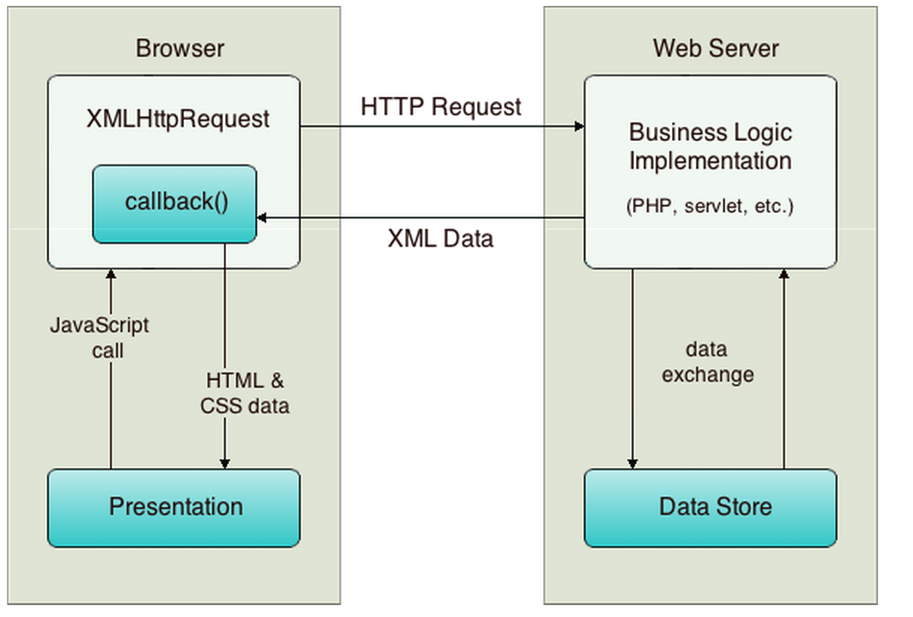 Browser
XMLHttpRequest
callback()
JavaScript
call
HTML &
CSS data
Presentation
HTTP Request
XML Data
Web Server
Business Logic
Implementation
(PHP, servlet, etc.)
data
exchange
Data Store